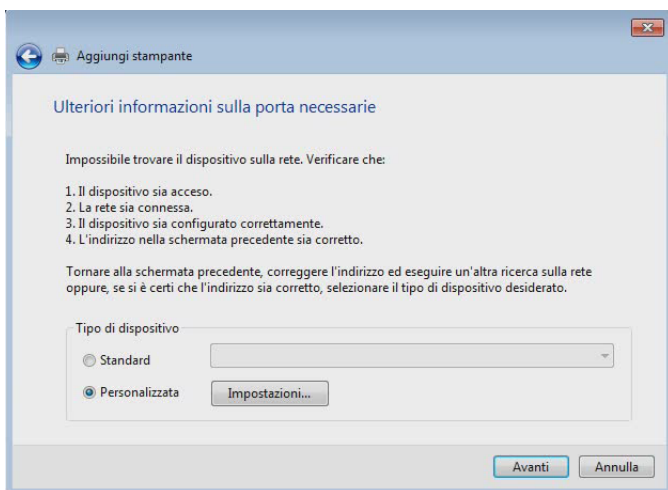 Aggiungi stampante
Ulteriori informazioni sulla porta necessarie
Impossibile trovare il dispositivo sulla rete. Verificare che:
1. Il dispositivo sia acceso.
2. La rete sia connessa.
3. Il dispositivo sia configurato correttamente.
4. L'indirizzo nella schermata precedente sia corretto.
Tornare alla schermata precedente, correggere l'indirizzo ed eseguire un'altra ricerca sulla rete
oppure, se si è certi che l'indirizzo sia corretto, selezionare il tipo di dispositivo desiderato.
Tipo di dispositivo
Standard
Personalizzata Impostazioni...
Avanti Annulla